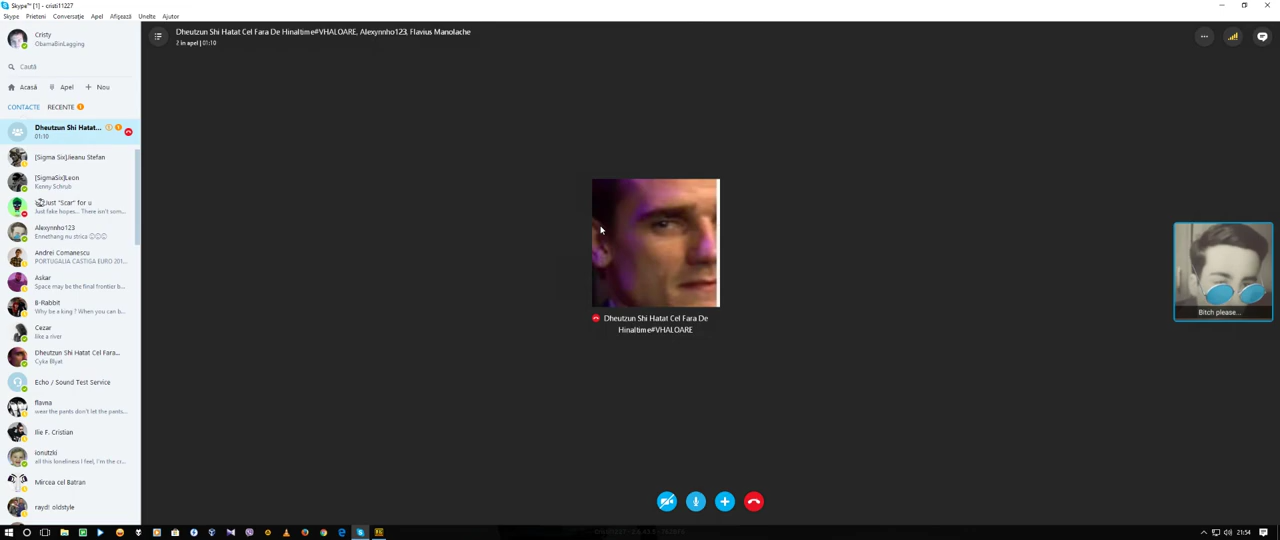 Skype™ [1] - cristi11227
Skype Prieteni Conversație Apel Afișează Unelte Ajutor
Cristy
ObamaBinLagging
Caută
Acasă Apel Nou
CONTACTE RECENTE 1
Dheutzun Shi Hatat...
01:10
[Sigma Six]Jieanu Stefan
[SigmaSix]Leon
Kenny Schrub
Just "Scar" for u
Just fake hopes... There isn't som...
Alexynnho123
Ennethang nu strica
Andrei Comanescu
PORTUGALIA CASTIGA EURO 201...
Askar
Space may be the final frontier b...
B-Rabbit
Why be a king ? When you can b...
Cezar
like a river
Dheutzun Shi Hatat Cel Fara...
Cyka Blyat
Echo / Sound Test Service
flavna
wear the pants don't let the pants...
Ilie F. Cristian
ionutzki
all this loneliness I feel, I'm the cr...
Mircea cel Batran
raydI oldstyle
Dheutzun Shi Hatat Cel Fara De Hinaltime#VHALOARE, Alexynnho123, Flavius Manolache
2 în apel | 01:10
Dheutzun Shi Hatat Cel Fara De
Hinaltime#VHALOARE
Bitch please...
21:54